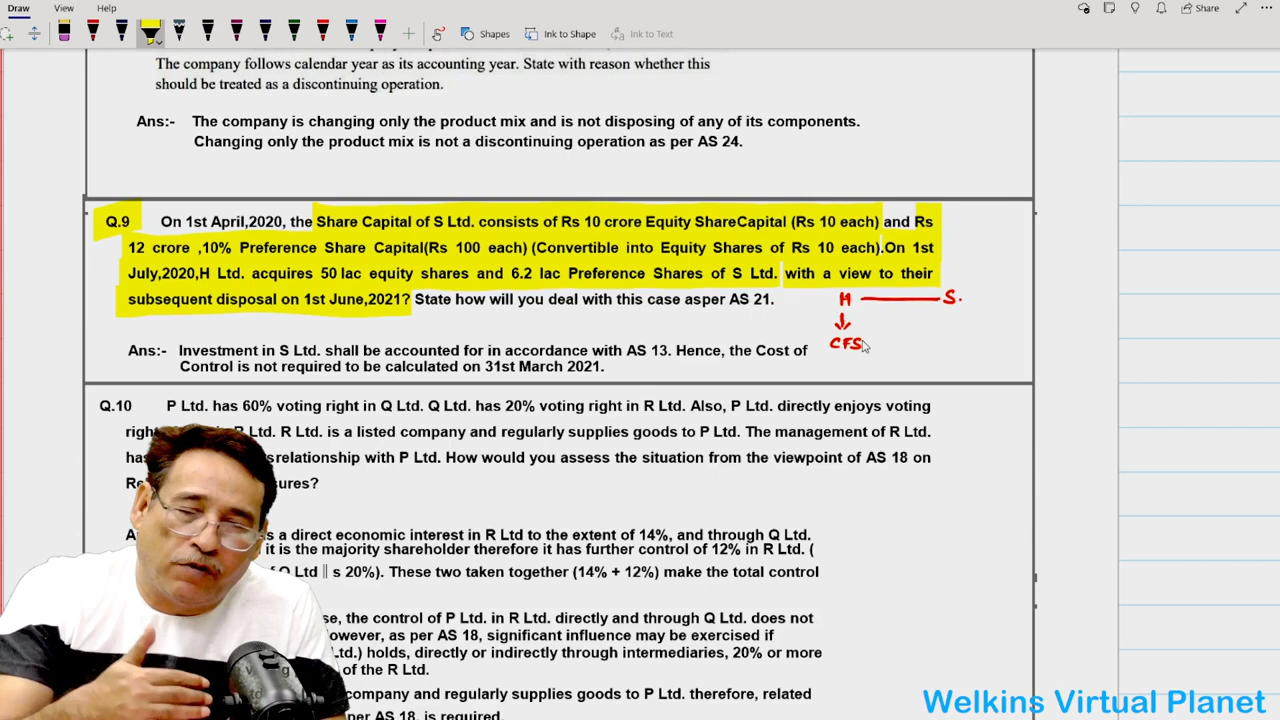 Draw View Help
Shapes Ink to Shape Ink to Text Share
The company follows calendar year as its accounting year. State with reason whether this
should be treated as a discontinuing operation.
Ans:- The company is changing only the product mix and is not disposing of any of its components.
Changing only the product mix is not a discontinuing operation as per AS 24.
Q.9 On 1st April,2020, the Share Capital of S Ltd. consists of Rs 10 crore Equity ShareCapital (Rs 10 each) and Rs
12 crore ,10% Preference Share Capital(Rs 100 each) (Convertible into Equity Shares of Rs 10 each).On 1st
July,2020,H Ltd. acquires 50 lac equity shares and 6.2 lac Preference Shares of S Ltd. with a view to their
subsequent disposal on 1st June,2021? State how will you deal with this case asper AS 21.
H S.
CFS
Ans:- Investment in S Ltd. shall be accounted for in accordance with AS 13. Hence, the Cost of
Control is not required to be calculated on 31st March 2021.
Q.10 P Ltd. has 60% voting right in Q Ltd. Q Ltd. has 20% voting right in R Ltd. Also, P Ltd. directly enjoys voting
Ltd. R Ltd. is a listed company and regularly supplies goods to P Ltd. The management of R Ltd.
relationship with P Ltd. How would you assess the situation from the viewpoint of AS 18 on
a direct economic interest in R Ltd to the extent of 14%, and through Q Ltd.
it is the majority shareholder therefore it has further control of 12% in R Ltd. (
Q Ltd || s 20%). These two taken together (14% + 12%) make the total control
the control of P Ltd. in R Ltd. directly and through Q Ltd. does not
as per AS 18, significant influence may be exercised if
holds, directly or indirectly through intermediaries, 20% or more
of the R Ltd.
company and regularly supplies goods to P Ltd. therefore, related
AS 18, is required.
Welkins Virtual Planet